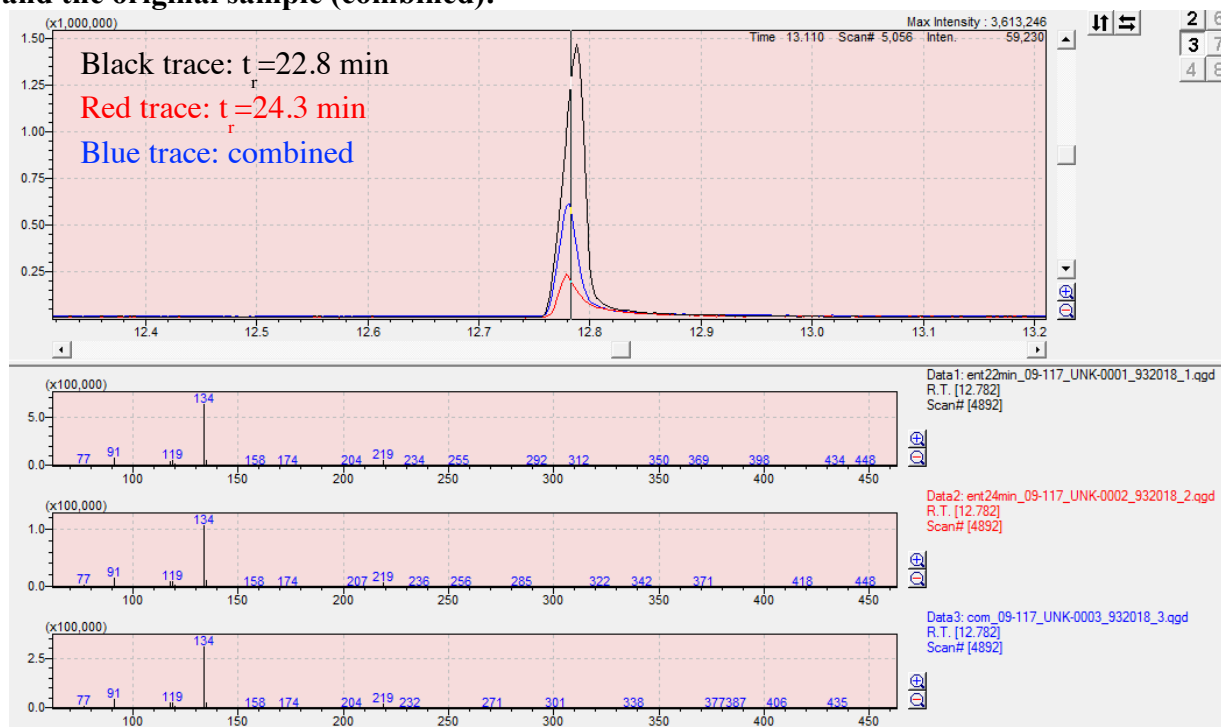 and the original sample (combined).
(x1,000,000)
Max Intensity : 3,613,246
Time 13.110 Scan# 5,056 Inten. 59,230
1.50
1.25
1.00
0.75
0.50
0.25
Black trace: tr=22.8 min
Red trace: tr=24.3 min
Blue trace: combined
12.4 12.5 12.6 12.7 12.8 12.9 13.0 13.1 13.2
2 6
3 7
4 8
(x100,000)
5.0
0.0
77 91 119 134 158 174 204 219 234 255 292 312 350 369 398 434 448
100 150 200 250 300 350 400 450
Data1: ent22min_09-117_UNK-0001_932018_1.qgd
R.T. [12.782]
Scan# [4892]
(x100,000)
1.0
0.0
77 91 119 134 158 174 207 219 236 256 285 322 342 371 418 448
100 150 200 250 300 350 400 450
Data2: ent24min_09-117_UNK-0002_932018_2.qgd
R.T. [12.782]
Scan# [4892]
(x100,000)
2.5
0.0
77 91 119 134 158 174 204 219 232 271 301 338 377387 406 435
100 150 200 250 300 350 400 450
Data3: com_09-117_UNK-0003_932018_3.qgd
R.T. [12.782]
Scan# [4892]